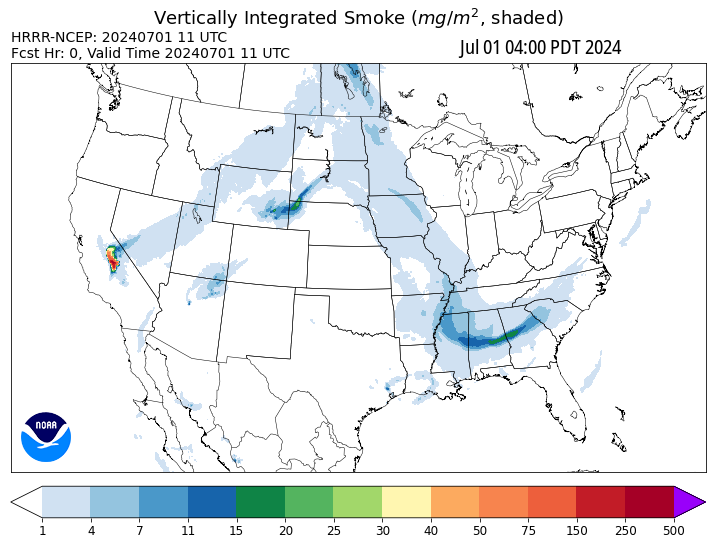 Vertically Integrated Smoke (mg/m², shaded)
HRRR-NCEP: 20240701 11 UTC
Fcst Hr: 0, Valid Time 20240701 11 UTC
Jul 01 04:00 PDT 2024
NOAA
1 4 7 11 15 20 25 30 40 50 75 150 250 500